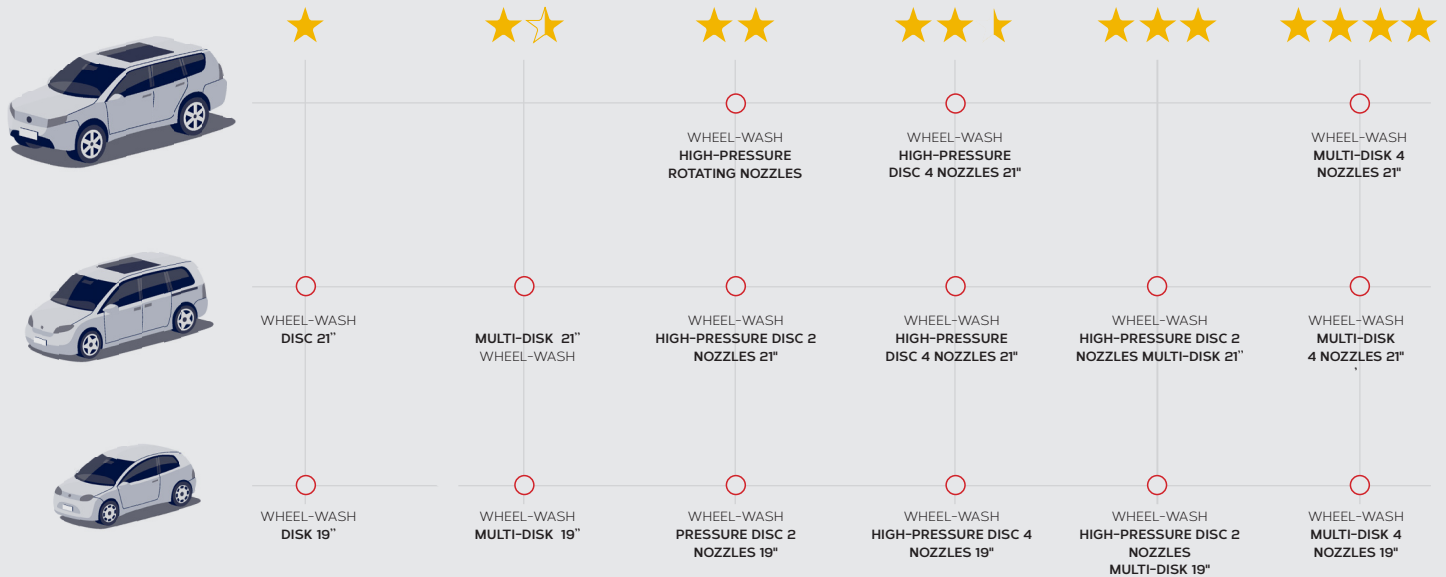 WHEEL-WASH
HIGH-PRESSURE
ROTATING NOZZLES
WHEEL-WASH
HIGH-PRESSURE
DISC 4 NOZZLES 21"
WHEEL-WASH
MULTI-DISK 4
NOZZLES 21"
WHEEL-WASH
DISC 21”
MULTI-DISK 21”
WHEEL-WASH
WHEEL-WASH
HIGH-PRESSURE DISC 2
NOZZLES 21"
WHEEL-WASH
HIGH-PRESSURE
DISC 4 NOZZLES 21"
WHEEL-WASH
HIGH-PRESSURE DISC 2
NOZZLES MULTI-DISK 21”
WHEEL-WASH
MULTI-DISK
4 NOZZLES 21"
,
WHEEL-WASH
DISK 19”
WHEEL-WASH
MULTI-DISK 19”
WHEEL-WASH
PRESSURE DISC 2
NOZZLES 19"
WHEEL-WASH
HIGH-PRESSURE DISC 4
NOZZLES 19"
WHEEL-WASH
HIGH-PRESSURE DISC 2
NOZZLES
MULTI-DISK 19"
WHEEL-WASH
MULTI-DISK 4
NOZZLES 19"